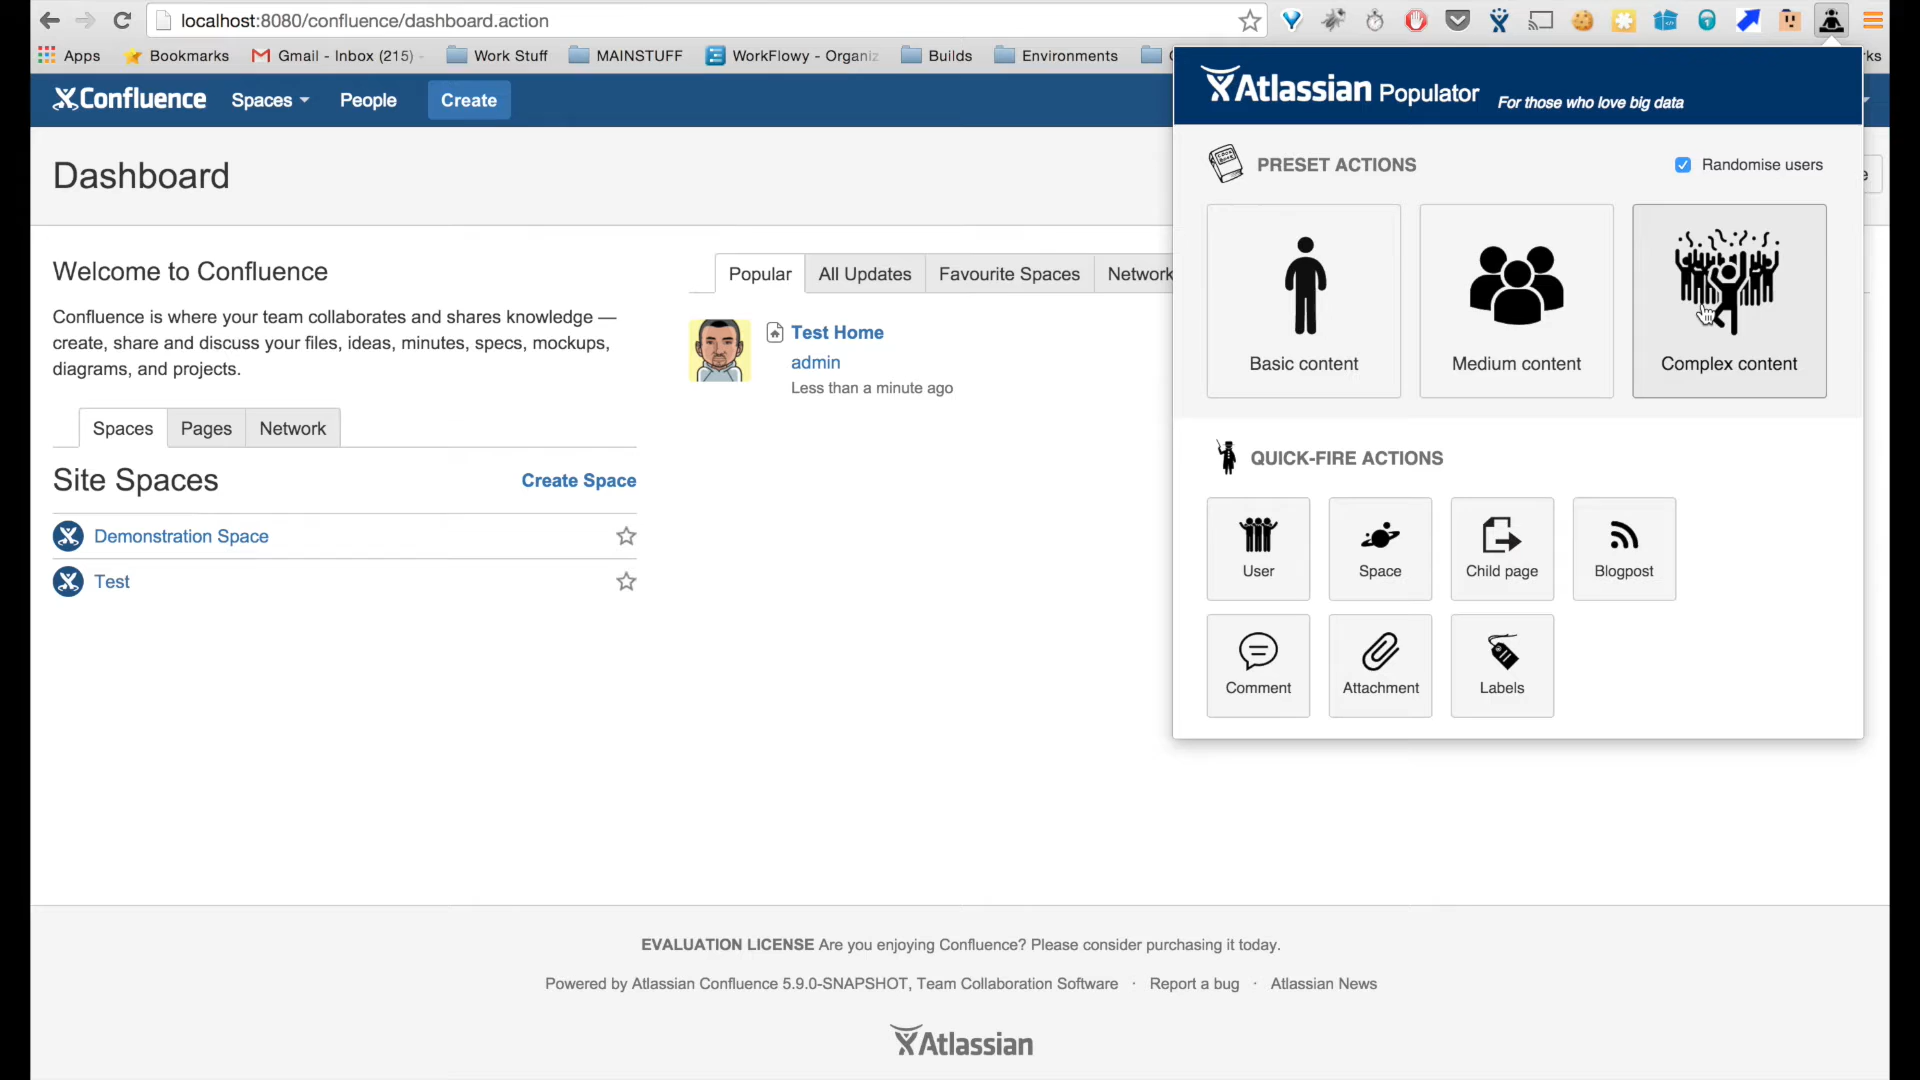 localhost:8080/confluence/dashboard.action
Apps Bookmarks Gmail - Inbox (215) - Work Stuff MAINSTUFF WorkFlowy - Organiz Builds Environments ks
Confluence Spaces People Create
Atlassian Populator For those who love big data
Dashboard
PRESET ACTIONS Randomise users
Basic content Medium content Complex content
Welcome to Confluence
Confluence is where your team collaborates and shares knowledge —
create, share and discuss your files, ideas, minutes, specs, mockups,
diagrams, and projects.
Popular All Updates Favourite Spaces Network
Test Home
admin
Less than a minute ago
Spaces Pages Network
Site Spaces Create Space
Demonstration Space
Test
QUICK-FIRE ACTIONS
User Space Child page Blogpost
Comment Attachment Labels
EVALUATION LICENSE Are you enjoying Confluence? Please consider purchasing it today.
Powered by Atlassian Confluence 5.9.0-SNAPSHOT, Team Collaboration Software · Report a bug · Atlassian News
Atlassian